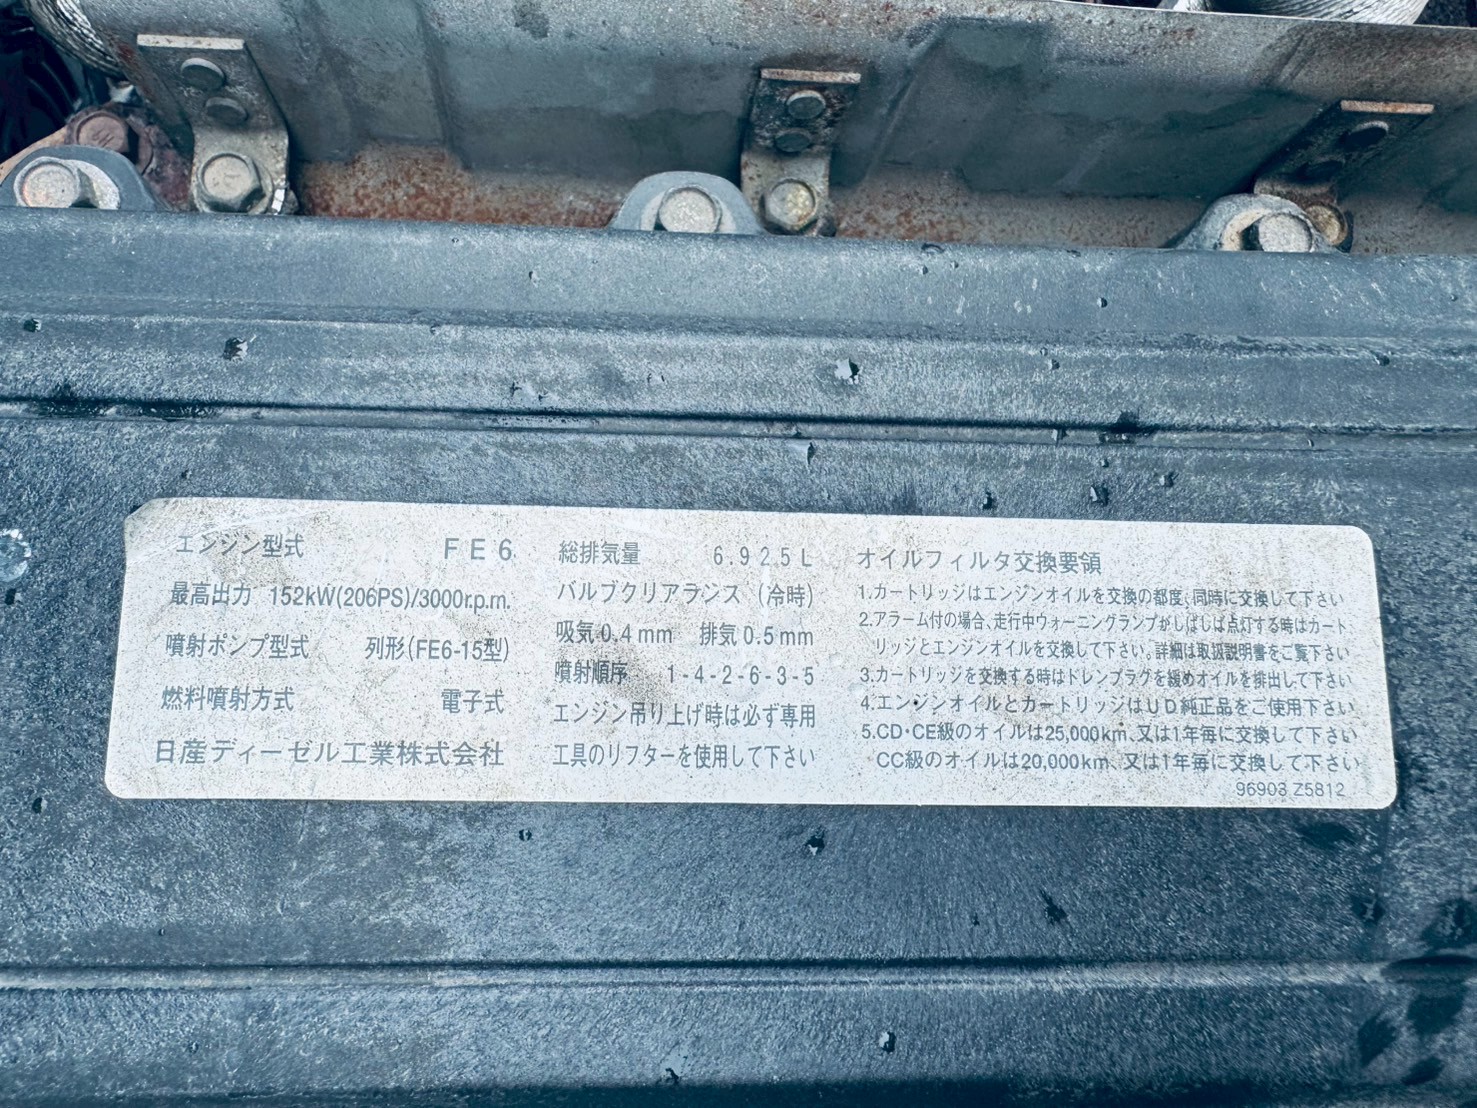 エンジン型式 FE6
最高出力 152kW(206PS)/3000r.p.m.
噴射ポンプ型式 列形(FE6-15型)
燃料噴射方式 電子式
日産ディーゼル工業株式会社
総排気量 6.925L
バルブクリアランス (冷時)
吸気0.4mm 排気0.5mm
噴射順序 1-4-2-6-3-5
エンジン吊り上げ時は必ず専用
工具のリフターを使用して下さい
オイルフィルタ交換要領
1.カートリッジはエンジンオイルを交換の都度、同時に交換して下さい
2.アラーム付の場合、走行中ウォーニングランプがしばしば点灯する時はカート
リッジとエンジンオイルを交換して下さい。詳細は取扱説明書をご覧下さい
3.カートリッジを交換する時はドレンプラグを緩めオイルを排出して下さい
4.エンジンオイルとカートリッジはUD純正品をご使用下さい
5.CD・CE級のオイルは25,000km、又は1年毎に交換して下さい
CC級のオイルは20,000km、又は1年毎に交換して下さい
96903 Z5812